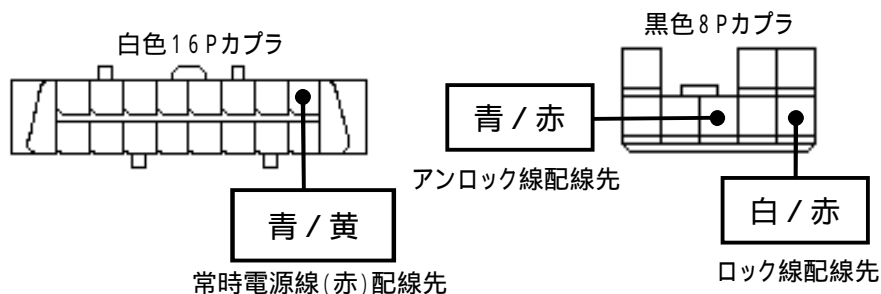 白色16Pカプラ
黒色8Pカプラ
青/赤
アンロック線配線先
青/黄
白/赤
常時電源線(赤)配線先
ロック線配線先